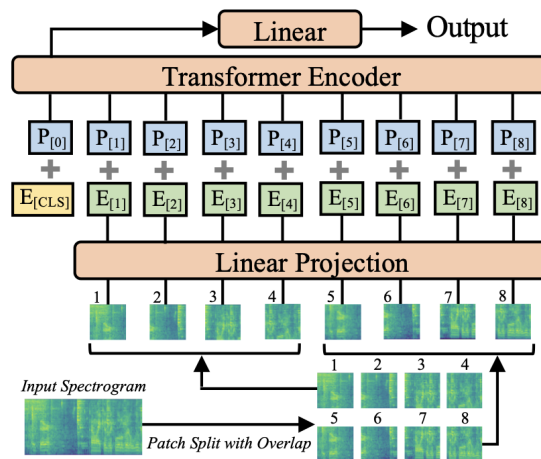 Linear
Output
Transformer Encoder
P[0] P[1] P[2] P[3] P[4] P[5] P[6] P[7] P[8]
+ + + + + + + + +
E[CLS] E[1] E[2] E[3] E[4] E[5] E[6] E[7] E[8]
Linear Projection
1 2 3 4 5 6 7 8
1 2 3 4
Input Spectrogram
5 6 7 8
Patch Split with Overlap